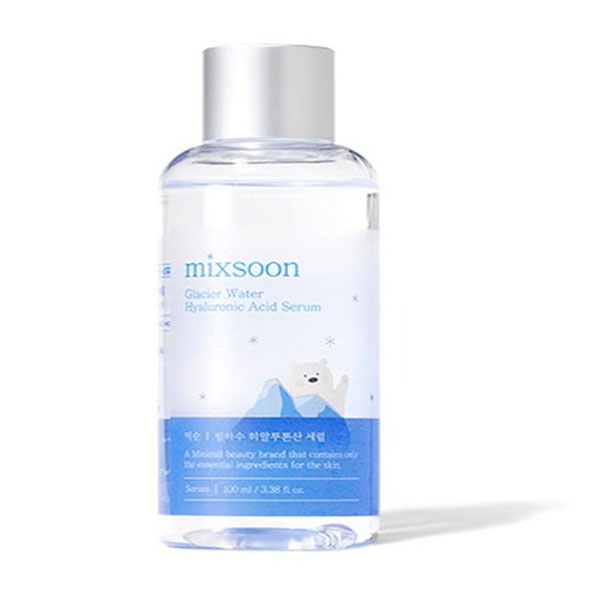 mixsoon
Glacier Water
Hyaluronic Acid Serum
믹순 | 빙하수 히알루론산 세럼
A Minimal beauty brand that contains only
the essential ingredients for the skin.
Serum | 100 ml / 3.38 fl oz.